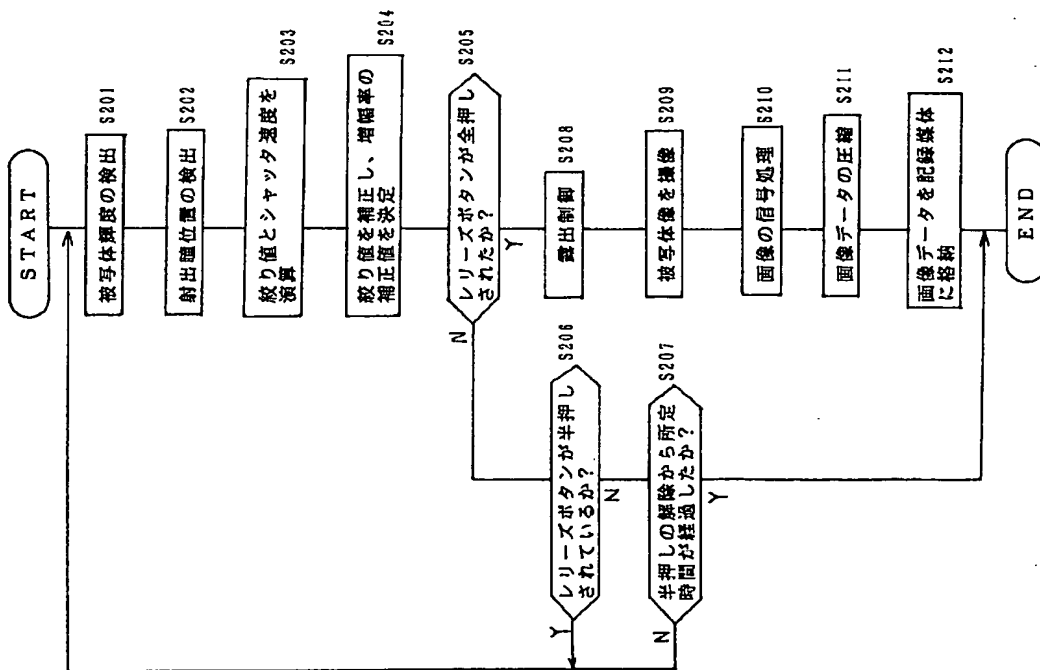 START
被写体輝度の検出
S201
射出瞳位置の検出
S202
絞り値とシャッタ速度を
演算
S203
絞り値を補正し、増幅率の
補正値を決定
S204
レリーズボタンが全押し
されたか?
S205
N
Y
レリーズボタンが半押し
されているか?
S206
Y
N
半押しの解除から所定
時間が経過したか?
S207
N
Y
露出制御
S208
被写体像を撮像
S209
画像の信号処理
S210
画像データの圧縮
S211
画像データを記録媒体
に格納
S212
END